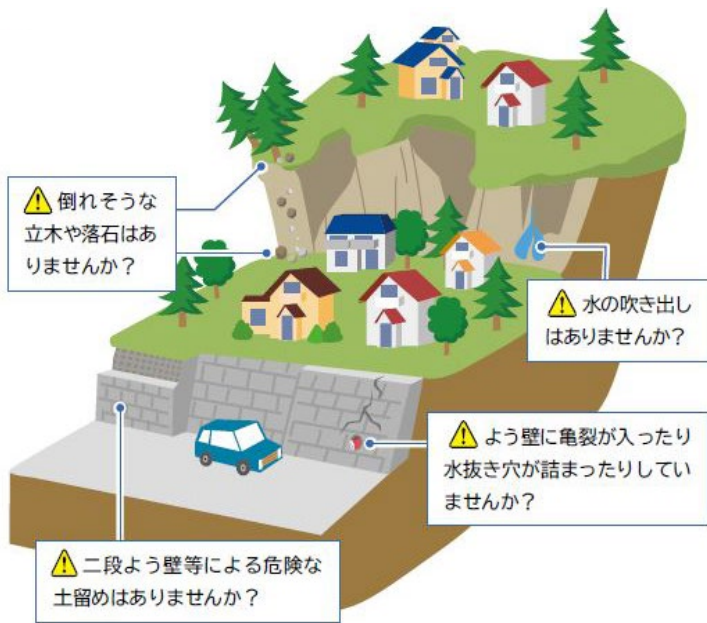 倒れそうな
立木や落石はあ
りませんか？
水の吹き出し
はありませんか？
よう壁に亀裂が入ったり
水抜き穴が詰まったりしてい
ませんか？
二段よう壁等による危険な
土留めはありませんか？